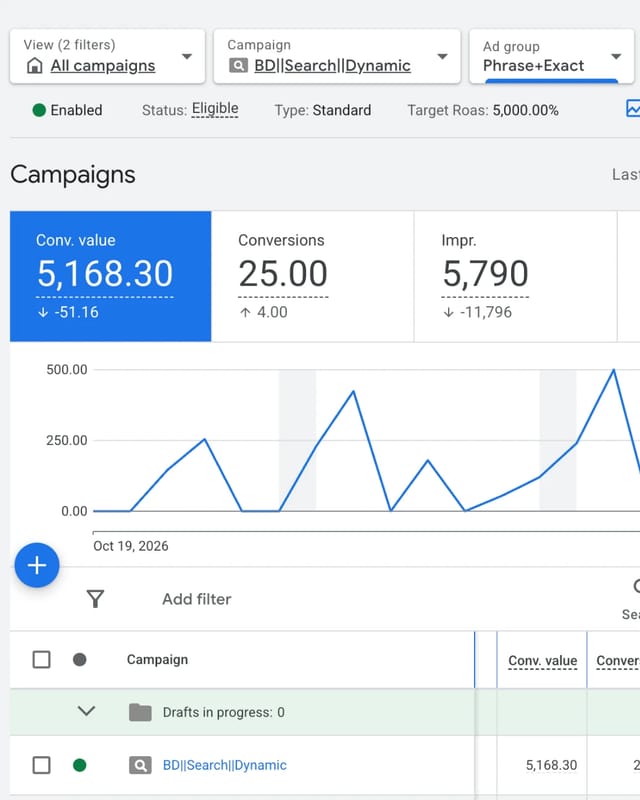 View (2 filters)
All campaigns
Campaign
BD||Search||Dynamic
Ad group
Phrase+Exact
Enabled
Status: Eligible
Type: Standard
Target Roas: 5,000.00%
Campaigns
Last
Conv. value
5,168.30
-51.16
Conversions
25.00
4.00
Impr.
5,790
-11,796
500.00
250.00
0.00
Oct 19, 2026
Add filter
Campaign
Conv. value
Drafts in progress: 0
BD||Search||Dynamic
5,168.30